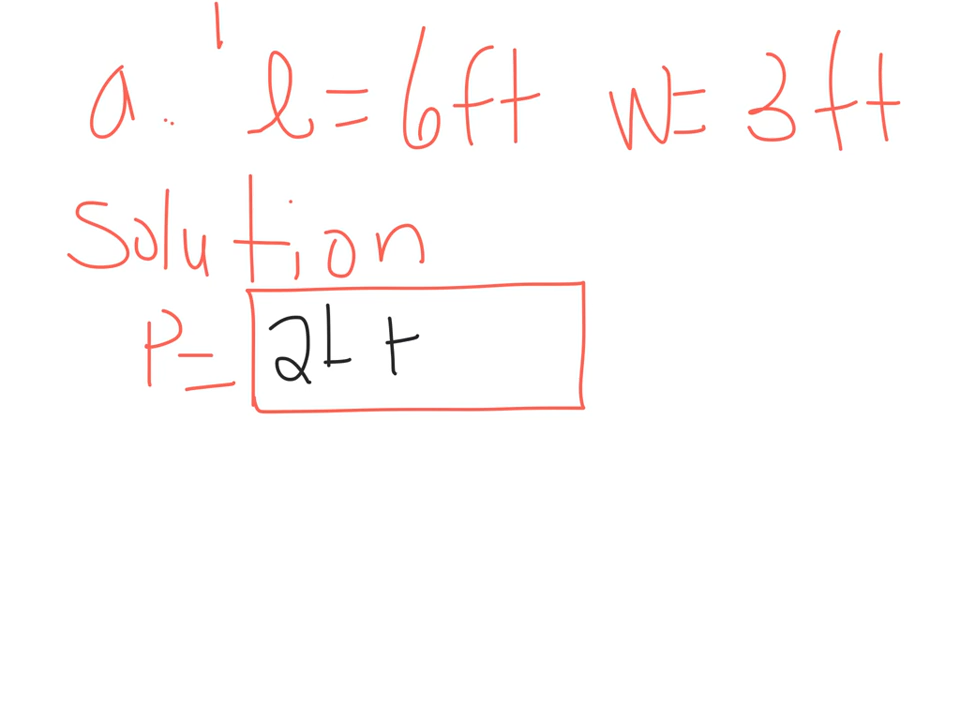 a. l = 6ft w= 3ft
Solution
P= 2L +